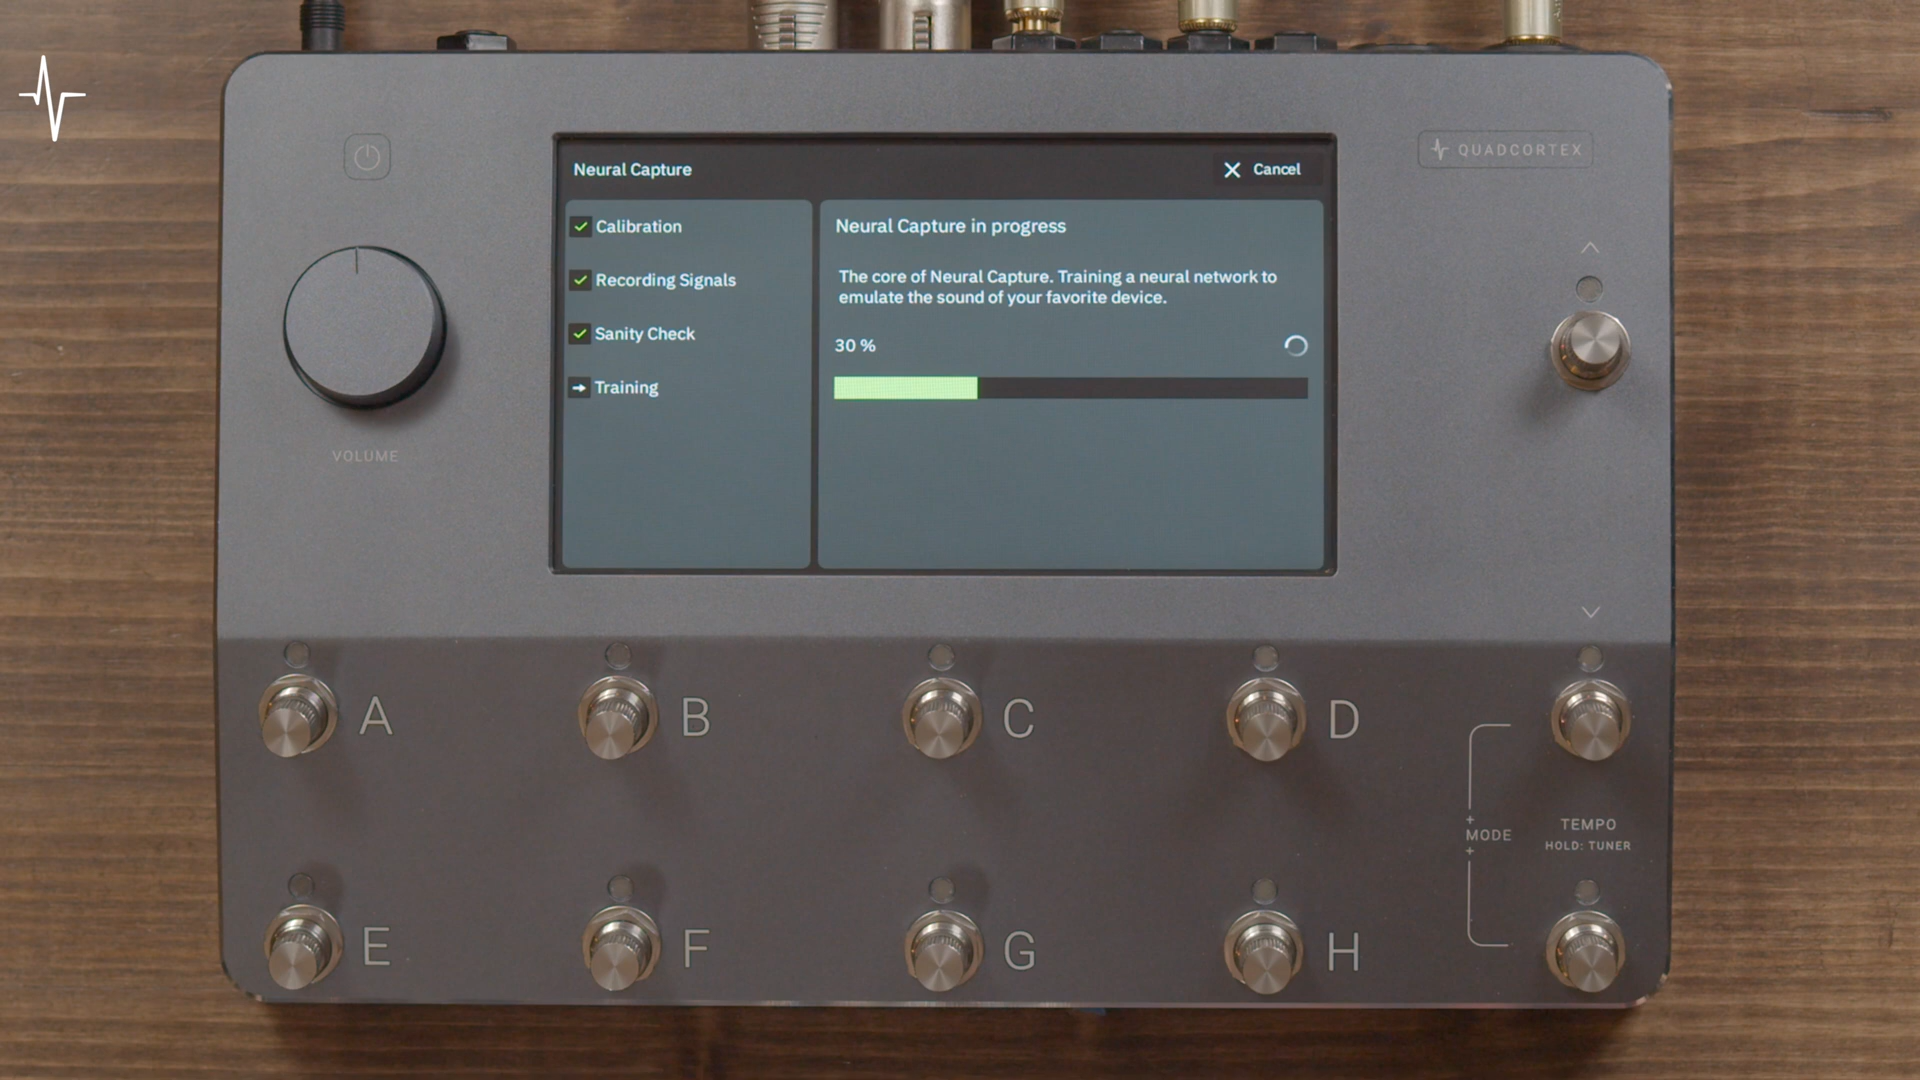 QUADCORTEX
Neural Capture
Cancel
Calibration
Recording Signals
Sanity Check
Training
Neural Capture in progress
The core of Neural Capture. Training a neural network to
emulate the sound of your favorite device.
30 %
VOLUME
A
B
C
D
+
MODE
+
TEMPO
HOLD: TUNER
E
F
G
H